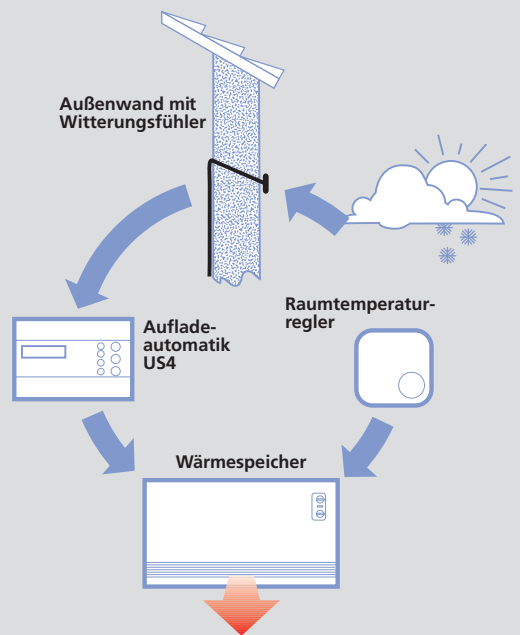 Außenwand mit
Witterungsfühler
Auflade-
automatik
US4
Raumtemperatur-
regler
Wärmespeicher